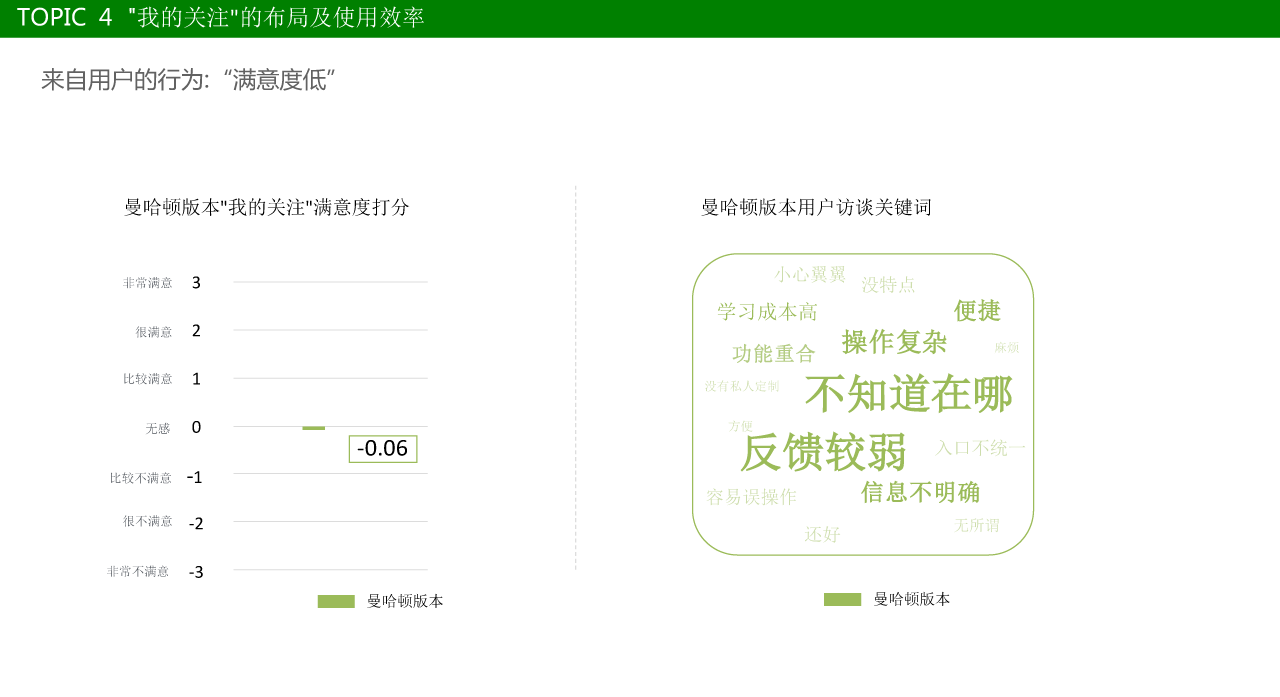 TOPIC 4 "我的关注"的布局及使用效率
来自用户的行为:“满意度低”
曼哈顿版本"我的关注"满意度打分
非常满意 3
很满意 2
比较满意 1
无感 0
-0.06
比较不满意 -1
很不满意 -2
非常不满意 -3
曼哈顿版本
曼哈顿版本用户访谈关键词
小心翼翼
没特点
学习成本高
便捷
操作复杂
功能重合
麻烦
没有私人定制
不知道在哪
方便
反馈较弱
入口不统一
容易误操作
信息不明确
无所谓
还好
曼哈顿版本